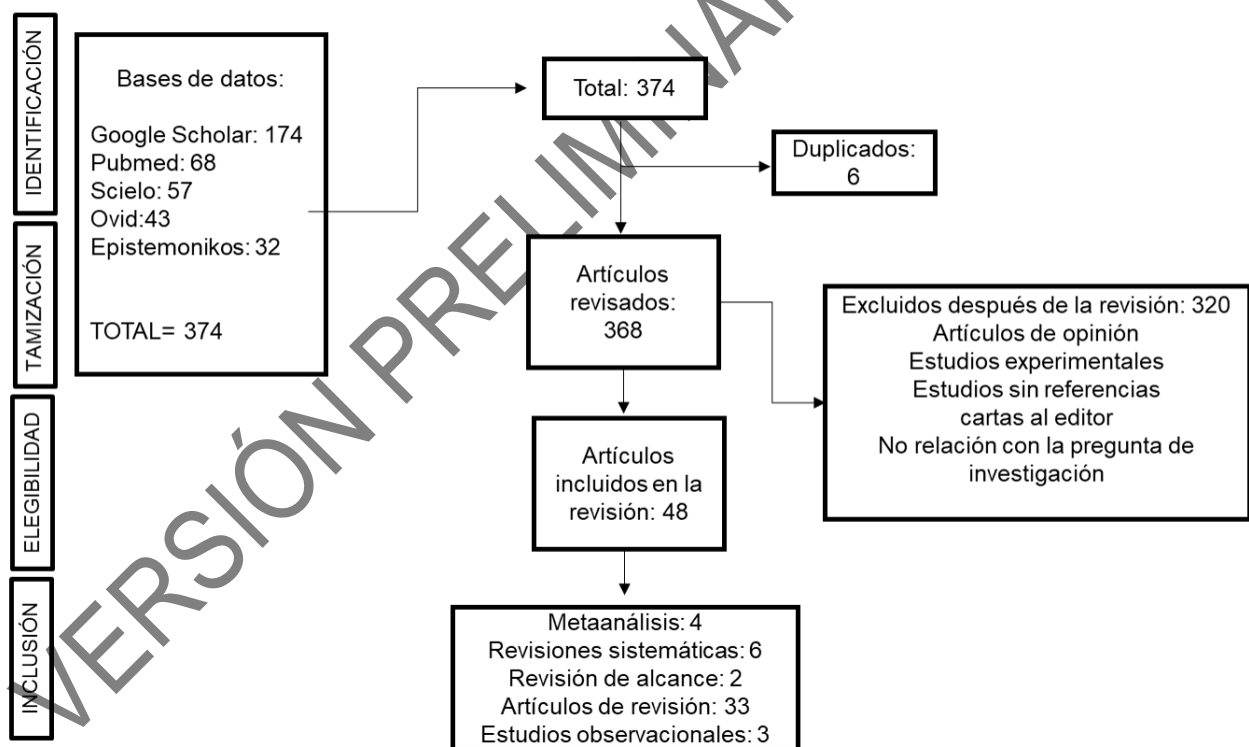 IDENTIFICACIÓN
TAMIZACIÓN
ELEGIBILIDAD
INCLUSIÓN
Bases de datos:
Google Scholar: 174
Pubmed: 68
Scielo: 57
Ovid:43
Epistemonikos: 32
TOTAL= 374
Total: 374
Duplicados:
6
Artículos
revisados:
368
Excluidos después de la revisión: 320
Artículos de opinión
Estudios experimentales
Estudios sin referencias
cartas al editor
No relación con la pregunta de
investigación
Artículos
incluidos en la
revisión: 48
Metaanálisis: 4
Revisiones sistemáticas: 6
Revisión de alcance: 2
Artículos de revisión: 33
Estudios observacionales: 3
VERSIÓN PRELIMINAR